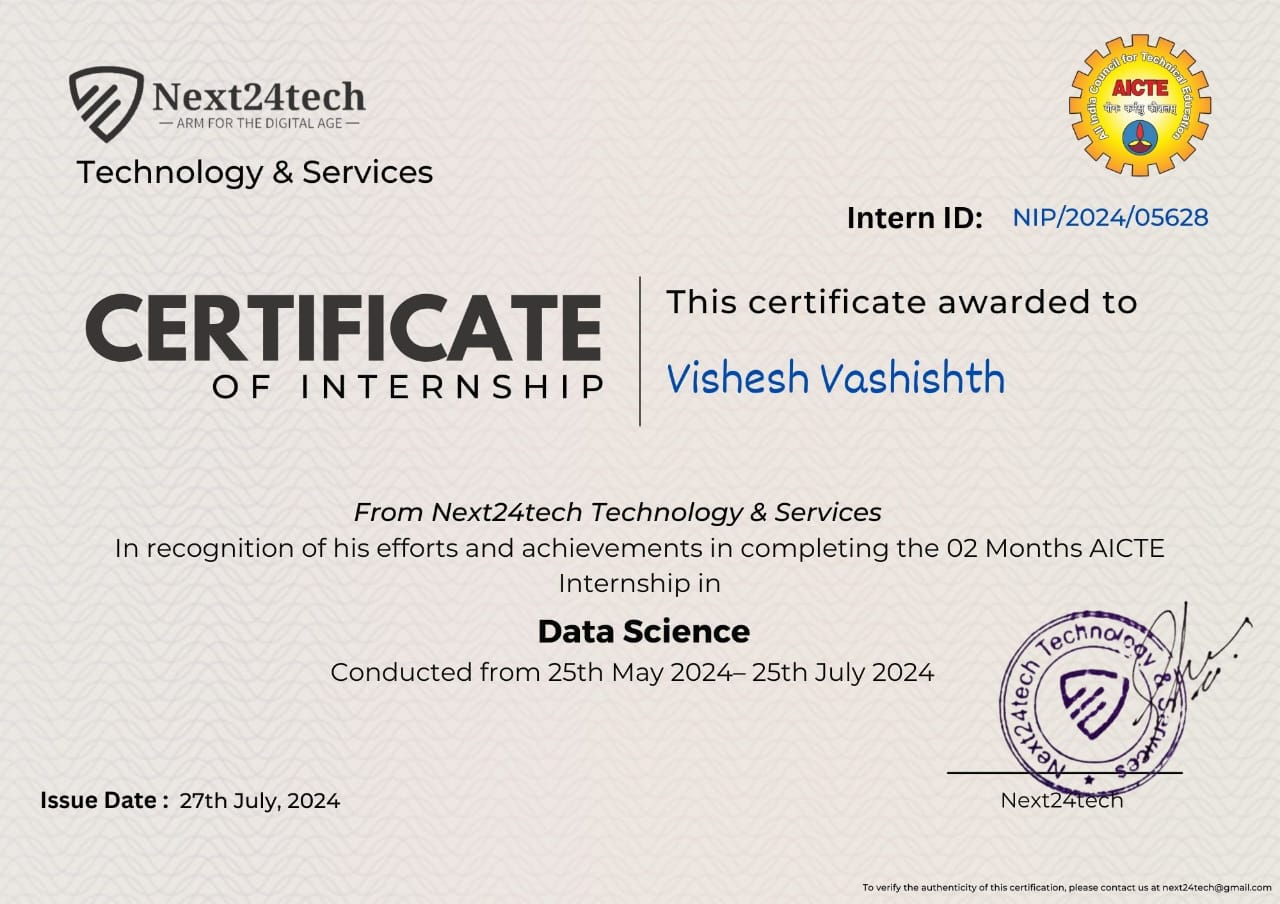 Next24tech
— ARM FOR THE DIGITAL AGE —
Technology & Services
All India Council for Technical Education
AICTE
योगः कर्मसु कौशलम्
Intern ID: NIP/2024/05628
CERTIFICATE
OF INTERNSHIP
This certificate awarded to
Vishesh Vashishth
From Next24tech Technology & Services
In recognition of his efforts and achievements in completing the 02 Months AICTE
Internship in
Data Science
Conducted from 25th May 2024– 25th July 2024
Next24tech Technology & Services
Issue Date : 27th July, 2024
Next24tech
To verify the authenticity of this certification, please contact us at next24tech@gmail.com